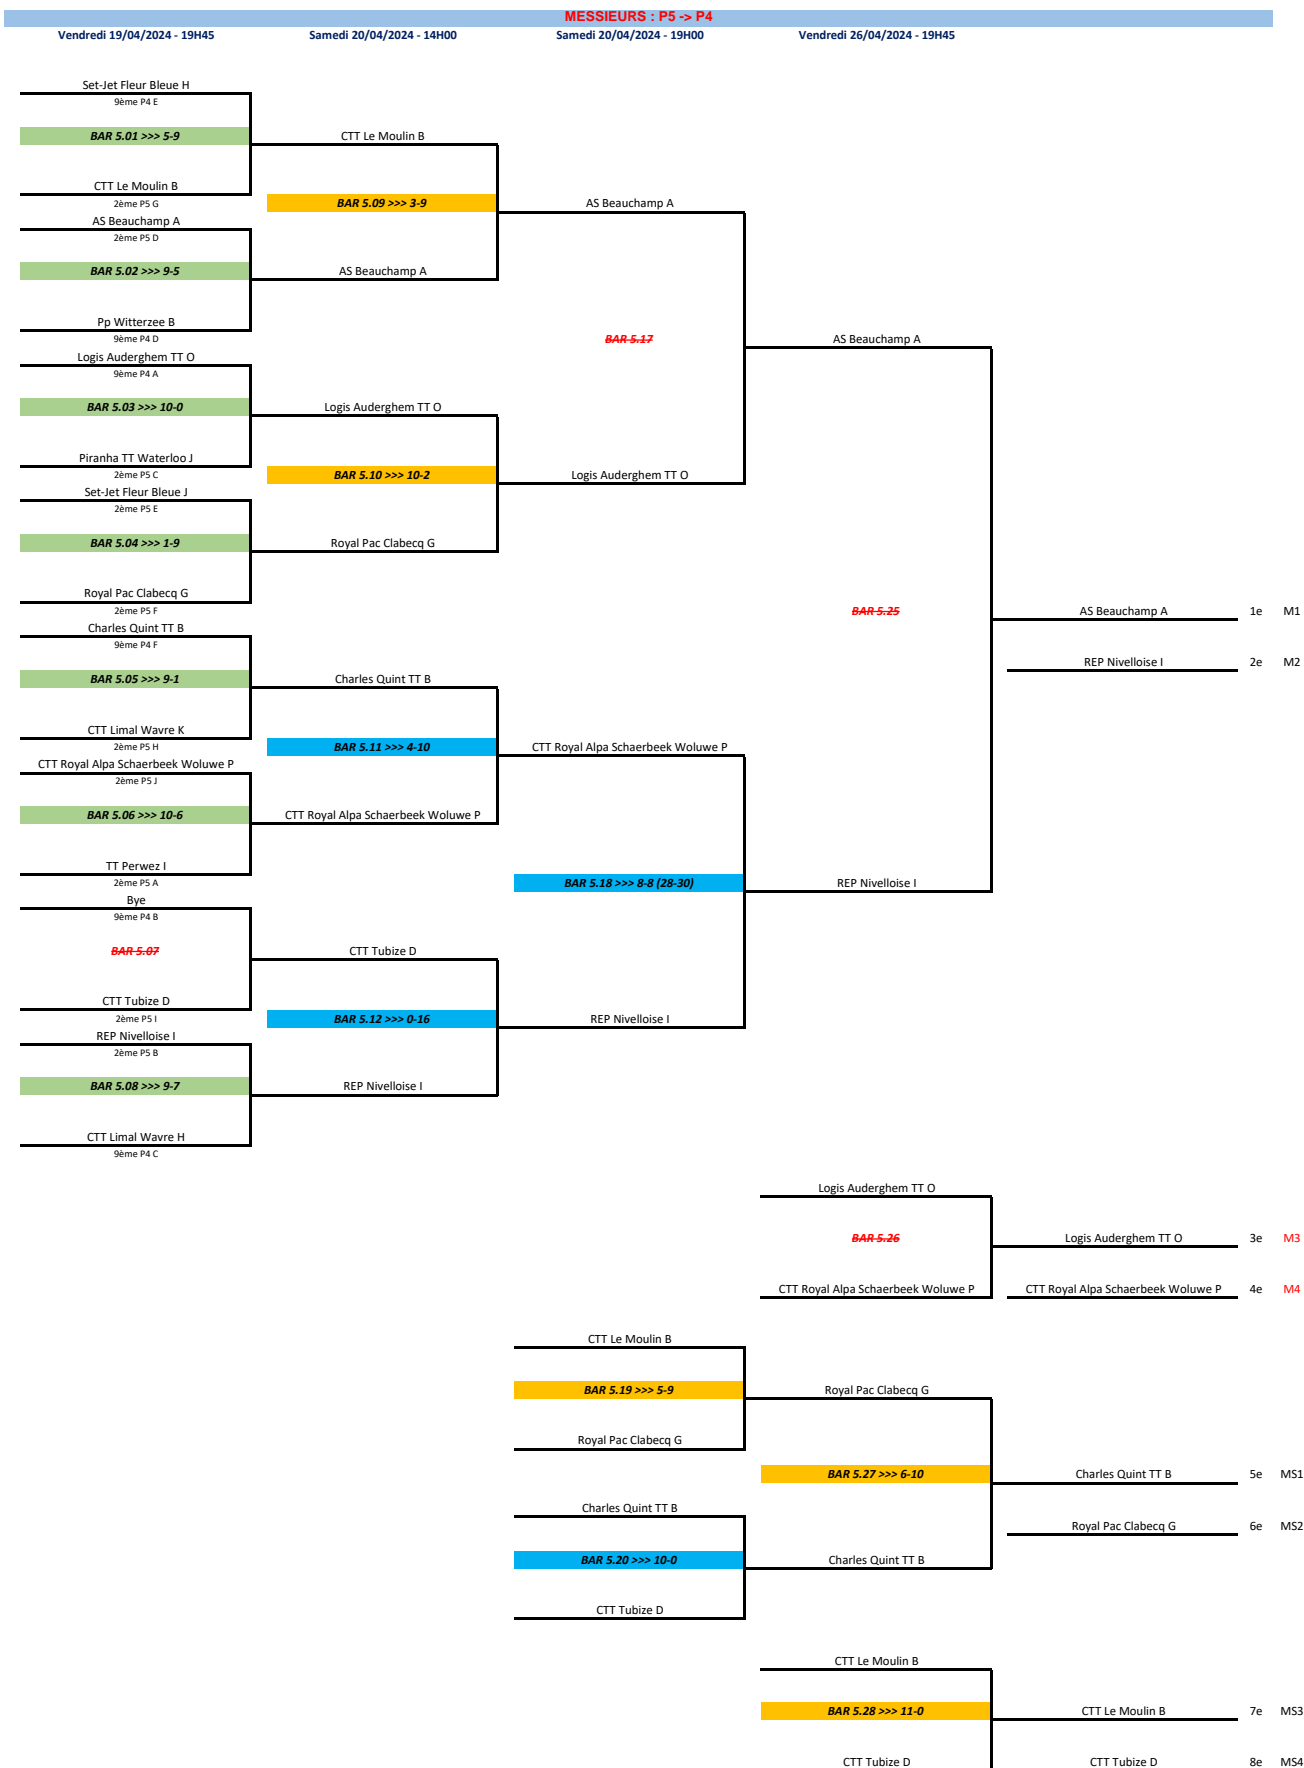 MESSIEURS : P5 -> P4
Vendredi 19/04/2024 - 19H45 Samedi 20/04/2024 - 14H00 Samedi 20/04/2024 - 19H00 Vendredi 26/04/2024 - 19H45
Set-Jet Fleur Bleue H
9ème P4 E
BAR 5.01 >>> 5-9 CTT Le Moulin B
CTT Le Moulin B
2ème P5 G BAR 5.09 >>> 3-9 AS Beauchamp A
AS Beauchamp A
2ème P5 D
BAR 5.02 >>> 9-5 AS Beauchamp A
Pp Witterzee B
9ème P4 D BAR 5.17 AS Beauchamp A
Logis Auderghem TT O
9ème P4 A
BAR 5.03 >>> 10-0 Logis Auderghem TT O
Piranha TT Waterloo J
2ème P5 C BAR 5.10 >>> 10-2 Logis Auderghem TT O
Set-Jet Fleur Bleue J
2ème P5 E
BAR 5.04 >>> 1-9 Royal Pac Clabecq G
Royal Pac Clabecq G
2ème P5 F BAR 5.25 AS Beauchamp A 1e M1
Charles Quint TT B
9ème P4 F
REP Nivelloise I 2e M2
BAR 5.05 >>> 9-1 Charles Quint TT B
CTT Limal Wavre K
2ème P5 H BAR 5.11 >>> 4-10 CTT Royal Alpa Schaerbeek Woluwe P
CTT Royal Alpa Schaerbeek Woluwe P
2ème P5 J
BAR 5.06 >>> 10-6 CTT Royal Alpa Schaerbeek Woluwe P
TT Perwez I
2ème P5 A BAR 5.18 >>> 8-8 (28-30) REP Nivelloise I
Bye
9ème P4 B
BAR 5.07 CTT Tubize D
CTT Tubize D
2ème P5 I BAR 5.12 >>> 0-16 REP Nivelloise I
REP Nivelloise I
2ème P5 B
BAR 5.08 >>> 9-7 REP Nivelloise I
CTT Limal Wavre H
9ème P4 C
Logis Auderghem TT O
BAR 5.26 Logis Auderghem TT O 3e M3
CTT Royal Alpa Schaerbeek Woluwe P CTT Royal Alpa Schaerbeek Woluwe P 4e M4
CTT Le Moulin B
BAR 5.19 >>> 5-9 Royal Pac Clabecq G
Royal Pac Clabecq G
BAR 5.27 >>> 6-10 Charles Quint TT B 5e MS1
Charles Quint TT B
Royal Pac Clabecq G 6e MS2
BAR 5.20 >>> 10-0 Charles Quint TT B
CTT Tubize D
CTT Le Moulin B
BAR 5.28 >>> 11-0 CTT Le Moulin B 7e MS3
CTT Tubize D CTT Tubize D 8e MS4